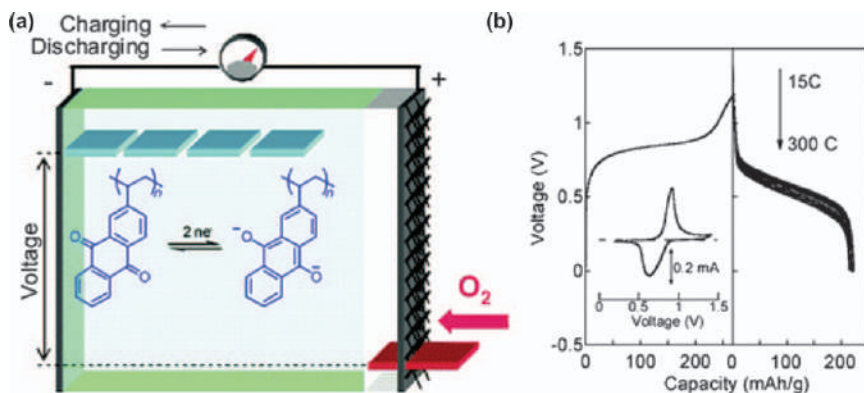 (a)
Charging
Discharging
-
+
Voltage
n
n
O
O
2 ne-
-O
O-
O2
(b)
Voltage (V)
1.5
1
0.5
0
-0.5
15C
300 C
0.2 mA
0 0.5 1 1.5
Voltage (V)
0 100 200 0 100 200
Capacity (mAh/g)